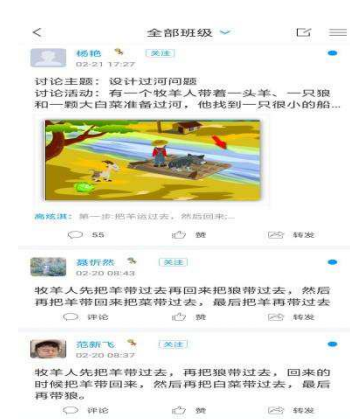 全部班级
杨艳 关注
02-21 17:27
讨论主题：设计过河问题
讨论活动：有一个牧羊人带着一头羊、一只狼
和一颗大白菜准备过河，他找到一只很小的船...
高炫淇：第一步:把羊运过去，然后回来;..
55 赞 转发
聂忻然 关注
02-20 08:43
牧羊人先把羊带过去再回来把狼带过去，然后
再把羊带回来把菜带过去，最后把羊再带过去
评论 赞 转发
范新飞 关注
02-20 08:37
牧羊人先把羊带过去，再把狼带过去，回来的
时候把羊带回来，然后再把白菜带过去，最后
再带狼。
评论 赞 转发